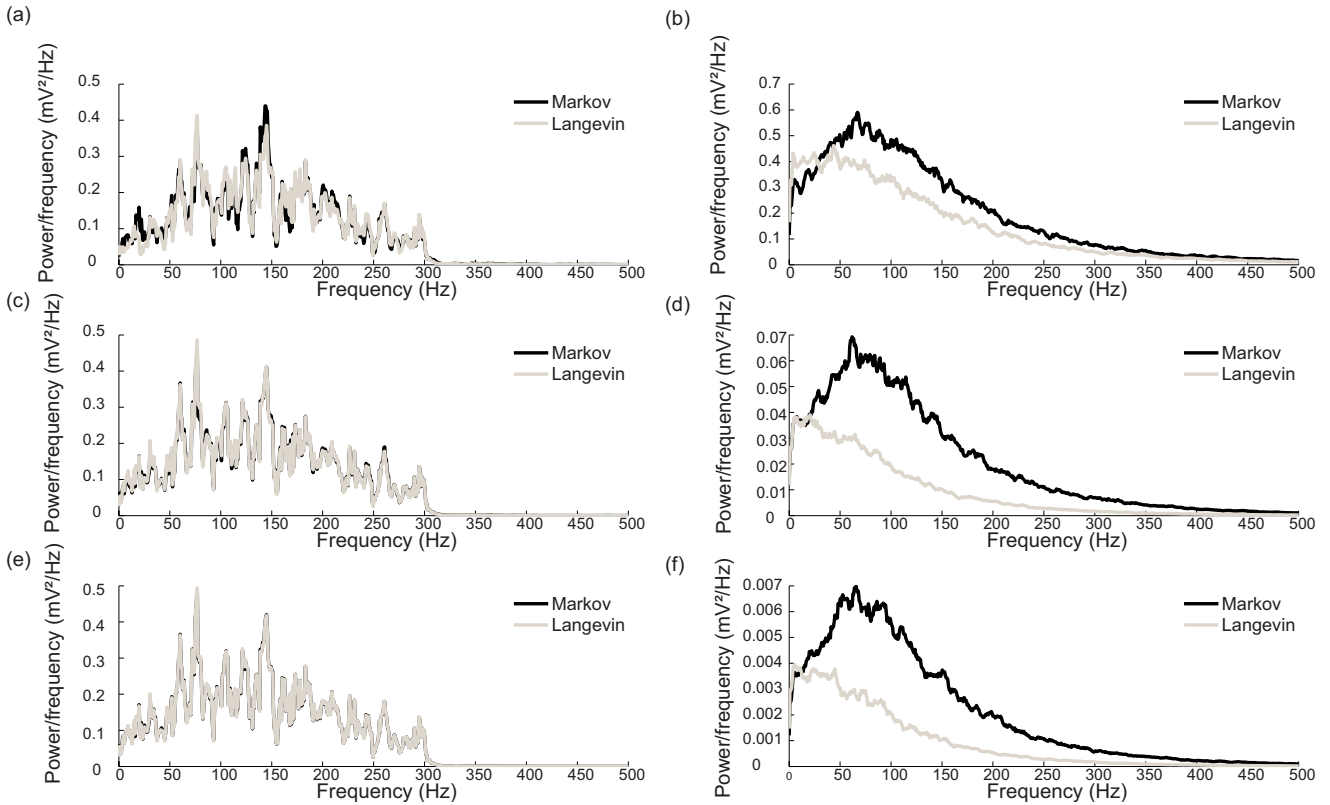 (a)
Power/frequency (mV²/Hz)
0.5
0.4
0.3
0.2
0.1
0
0 50 100 150 200 250 300 350 400 450 500
Frequency (Hz)
Markov
Langevin
(b)
Power/frequency (mV²/Hz)
0.7
0.6
0.5
0.4
0.3
0.2
0.1
0
0 50 100 150 200 250 300 350 400 450 500
Frequency (Hz)
Markov
Langevin
(c)
Power/frequency (mV²/Hz)
0.5
0.4
0.3
0.2
0.1
0
0 50 100 150 200 250 300 350 400 450 500
Frequency (Hz)
Markov
Langevin
(d)
Power/frequency (mV²/Hz)
0.07
0.06
0.05
0.04
0.03
0.02
0.01
0
0 50 100 150 200 250 300 350 400 450 500
Frequency (Hz)
Markov
Langevin
(e)
Power/frequency (mV²/Hz)
0.5
0.4
0.3
0.2
0.1
0
0 50 100 150 200 250 300 350 400 450 500
Frequency (Hz)
Markov
Langevin
(f)
Power/frequency (mV²/Hz)
0.007
0.006
0.005
0.004
0.003
0.002
0.001
0
0 50 100 150 200 250 300 350 400 450 500
Frequency (Hz)
Markov
Langevin